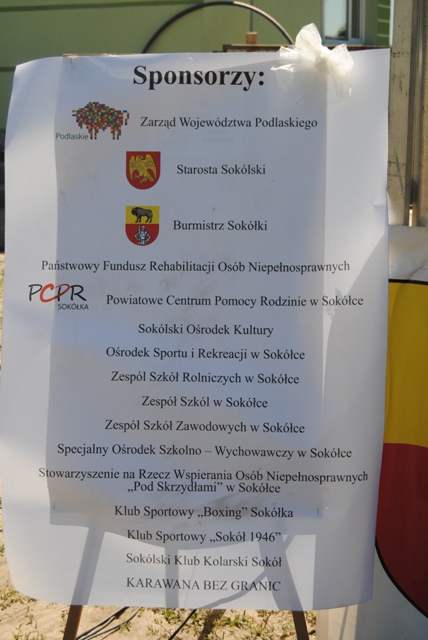 Sponsorzy:
Podlaskie
Zarząd Województwa Podlaskiego
Starosta Sokólski
Burmistrz Sokółki
Państwowy Fundusz Rehabilitacji Osób Niepełnosprawnych
PCPR
SOKÓŁKA
Powiatowe Centrum Pomocy Rodzinie w Sokółce
Sokólski Ośrodek Kultury
Ośrodek Sportu i Rekreacji w Sokółce
Zespól Szkół Rolniczych w Sokółce
Zespół Szkól w Sokółce
Zespół Szkół Zawodowych w Sokółce
Specjalny Ośrodek Szkolno – Wychowawczy w Sokółce
Stowarzyszenie na Rzecz Wspierania Osób Niepełnosprawnych
„Pod Skrzydłami” w Sokółce
Klub Sportowy „Boxing” Sokółka
Klub Sportowy „Sokół 1946”
Sokólski Klub Kolarski Sokół
KARAWANA BEZ GRANIC